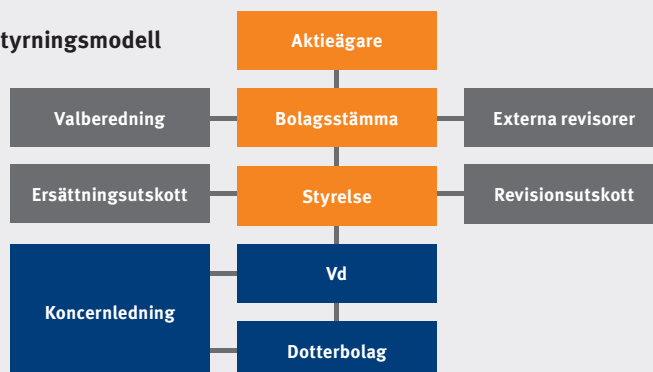 tyrningsmodell
Aktieägare
Valberedning
Bolagsstämma
Externa revisorer
Ersättningsutskott
Styrelse
Revisionsutskott
Koncernledning
Vd
Dotterbolag